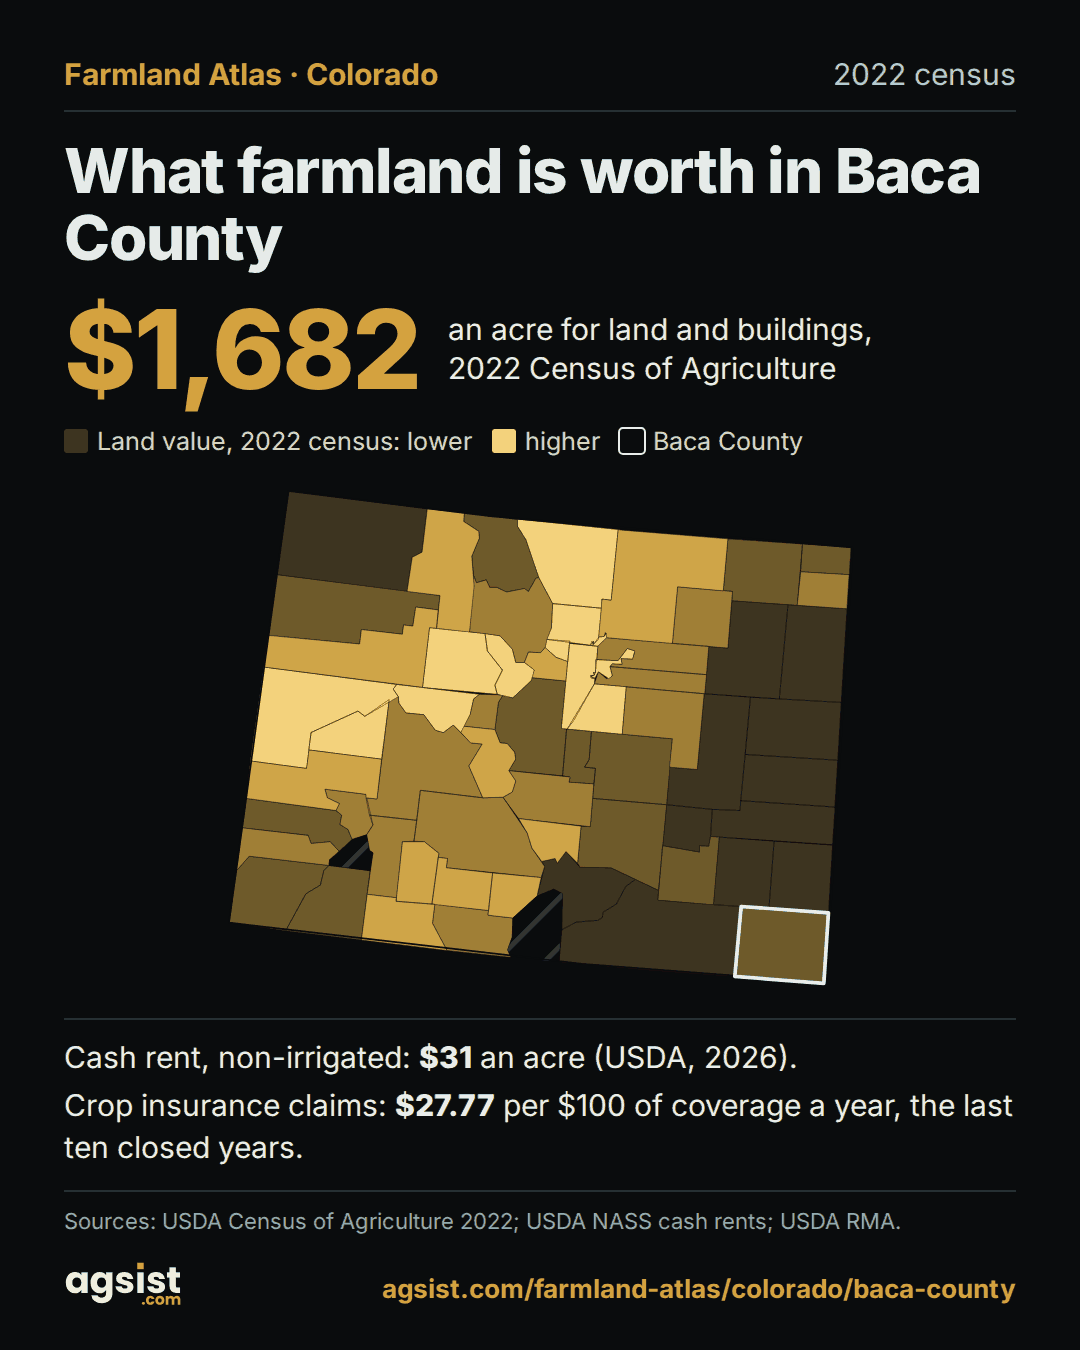 Farmland Atlas · Colorado
2022 census
What farmland is worth in Baca
County
$1,682
an acre for land and buildings,
2022 Census of Agriculture
Land value, 2022 census: lower
higher
Baca County
Cash rent, non-irrigated: $31 an acre (USDA, 2026).
Crop insurance claims: $27.77 per $100 of coverage a year, the last
ten closed years.
Sources: USDA Census of Agriculture 2022; USDA NASS cash rents; USDA RMA.
agsist
.com
agsist.com/farmland-atlas/colorado/baca-county